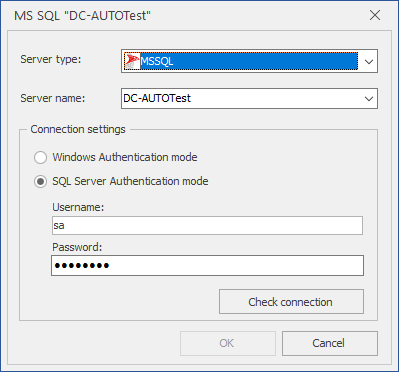 MS SQL "DC-AUTOTest"
Server type: MSSQL
Server name: DC-AUTOTest
Connection settings
Windows Authentication mode
SQL Server Authentication mode
Username:
sa
Password:
●●●●●●●●
Check connection
OK Cancel